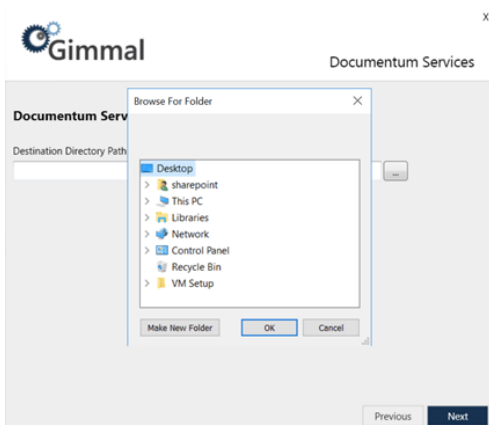 X
Gimmal
Documentum Services
Browse For Folder
Documentum Serv
Destination Directory Path
...
Desktop
sharepoint
This PC
Libraries
Network
Control Panel
Recycle Bin
VM Setup
Make New Folder
OK
Cancel
Previous
Next